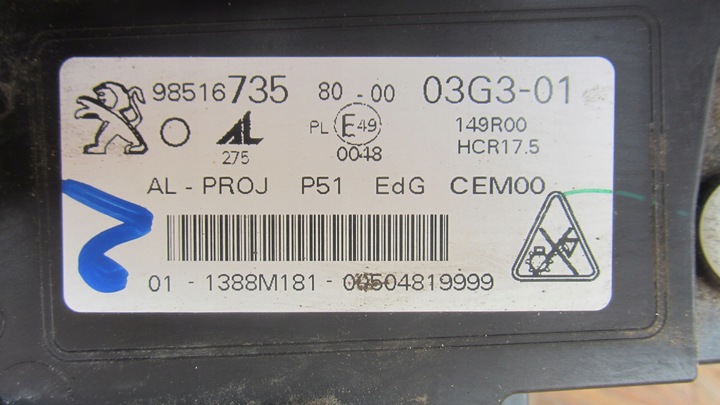 98516735 80-00 03G3-01
AL PL E49 149R00
275 0048 HCR17.5
AL-PROJ P51 EdG CEM00
01 - 1388M181 - 00504819999